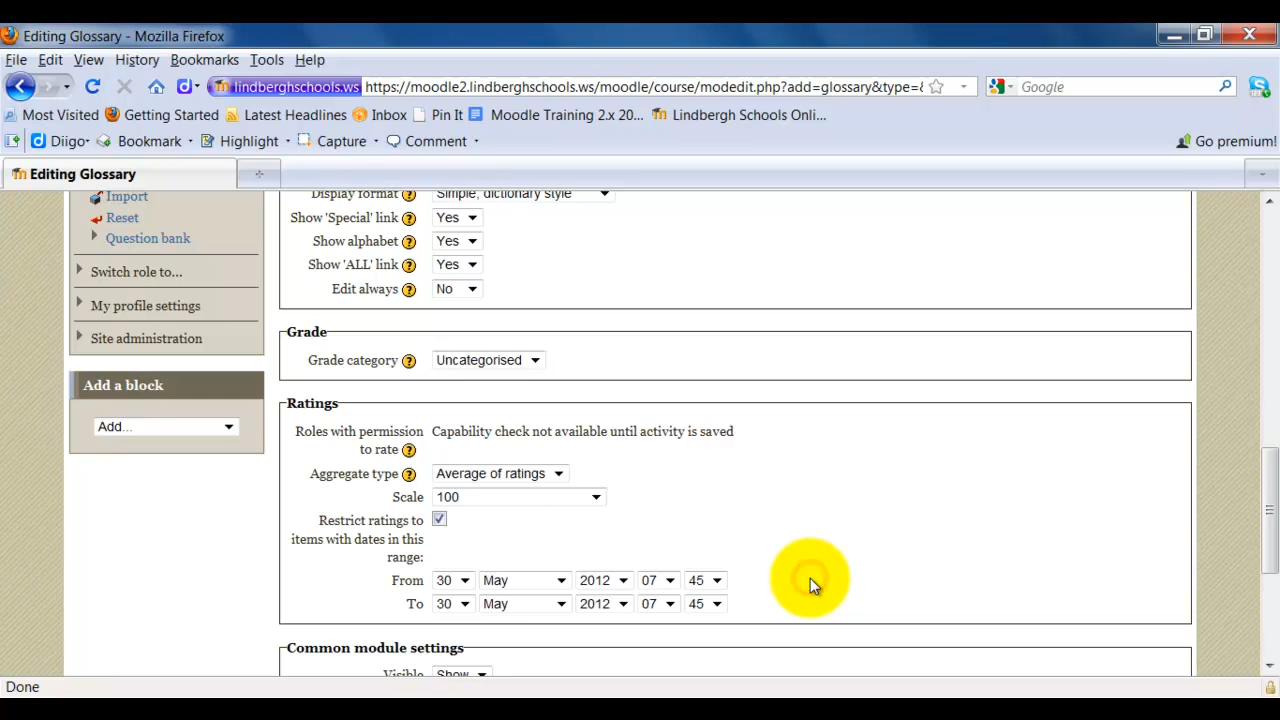 Editing Glossary - Mozilla Firefox
File Edit View History Bookmarks Tools Help
lindberghschools.ws https://moodle2.lindberghschools.ws/moodle/course/modedit.php?add=glossary&type=& Google
Most Visited Getting Started Latest Headlines Inbox Pin It Moodle Training 2.x 20... Lindbergh Schools Onli...
Diigo Bookmark Highlight Capture Comment Go premium!
Editing Glossary
Import
Reset
Question bank
Switch role to...
My profile settings
Site administration
Add a block
Add...
Display format Simple, dictionary style
Show 'Special' link Yes
Show alphabet Yes
Show 'ALL' link Yes
Edit always No
Grade
Grade category Uncategorised
Ratings
Roles with permission Capability check not available until activity is saved
to rate
Aggregate type Average of ratings
Scale 100
Restrict ratings to
items with dates in this
range:
From 30 May 2012 07 45
To 30 May 2012 07 45
Common module settings
Visible Show
Done